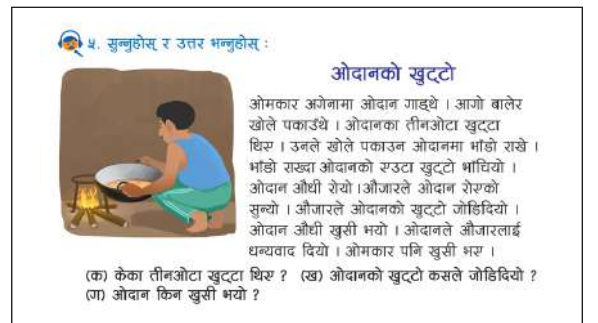 ५. सुन्नुहोस् र उत्तर भन्नुहोस् :
ओदानको खुट्टो
ओमकार अगेनामा ओदान गाड्थे । आगो बालेर
खोले पकाउँथे । ओदानका तीनओटा खुट्टा
थिए । उनले खोले पकाउन ओदानमा भाँडो राखे ।
भाँडो राख्दा ओदानको एउटा खुट्टो भाँचियो ।
ओदान औधी रोयो ।औजारले ओदान रोएको
सुन्यो । औजारले ओदानको खुट्टो जोडिदियो ।
ओदान औधी खुसी भयो । ओदानले औजारलाई
धन्यवाद दियो । ओमकार पनि खुसी भए ।
(क) केका तीनओटा खुट्टा थिए ? (ख) ओदानको खुट्टो कसले जोडिदियो ?
(ग) ओदान किन खुसी भयो ?